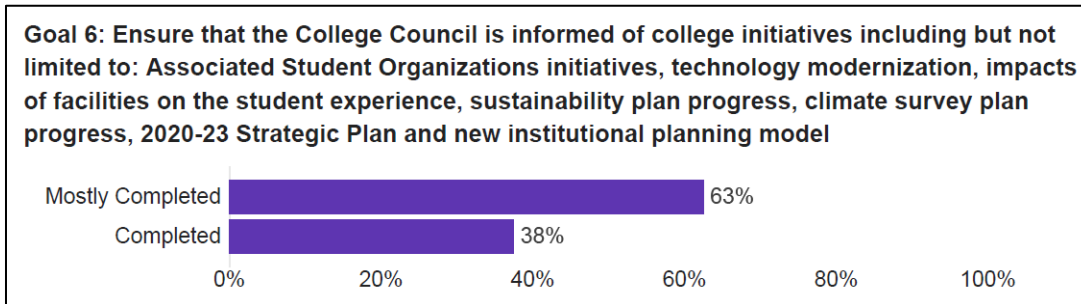 Goal 6: Ensure that the College Council is informed of college initiatives including but not
limited to: Associated Student Organizations initiatives, technology modernization, impacts
of facilities on the student experience, sustainability plan progress, climate survey plan
progress, 2020-23 Strategic Plan and new institutional planning model
Mostly Completed 63%
Completed 38%
0% 20% 40% 60% 80% 100%